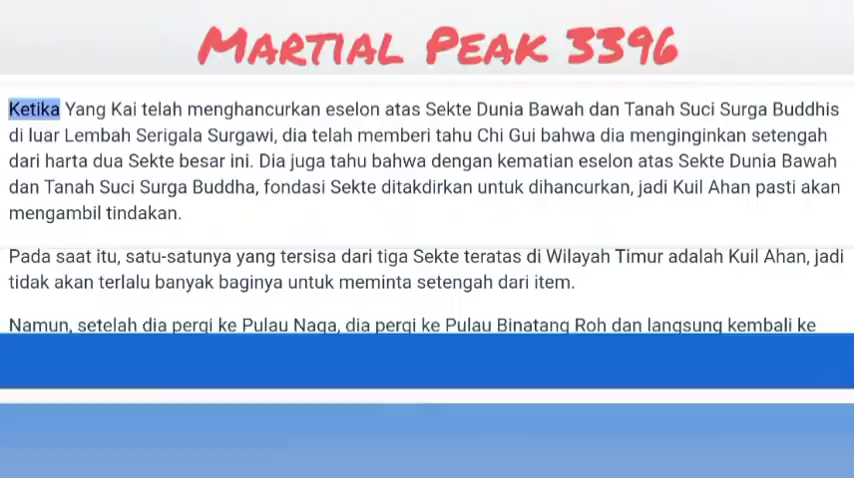 MARTIAL PEAK 3396
Ketika Yang Kai telah menghancurkan eselon atas Sekte Dunia Bawah dan Tanah Suci Surga Buddhis
di luar Lembah Serigala Surgawi, dia telah memberi tahu Chi Gui bahwa dia menginginkan setengah
dari harta dua Sekte besar ini. Dia juga tahu bahwa dengan kematian eselon atas Sekte Dunia Bawah
dan Tanah Suci Surga Buddha, fondasi Sekte ditakdirkan untuk dihancurkan, jadi Kuil Ahan pasti akan
mengambil tindakan.
Pada saat itu, satu-satunya yang tersisa dari tiga Sekte teratas di Wilayah Timur adalah Kuil Ahan, jadi
tidak akan terlalu banyak baginya untuk meminta setengah dari item.
Namun, setelah dia pergi ke Pulau Naga, dia pergi ke Pulau Binatang Roh dan langsung kembali ke